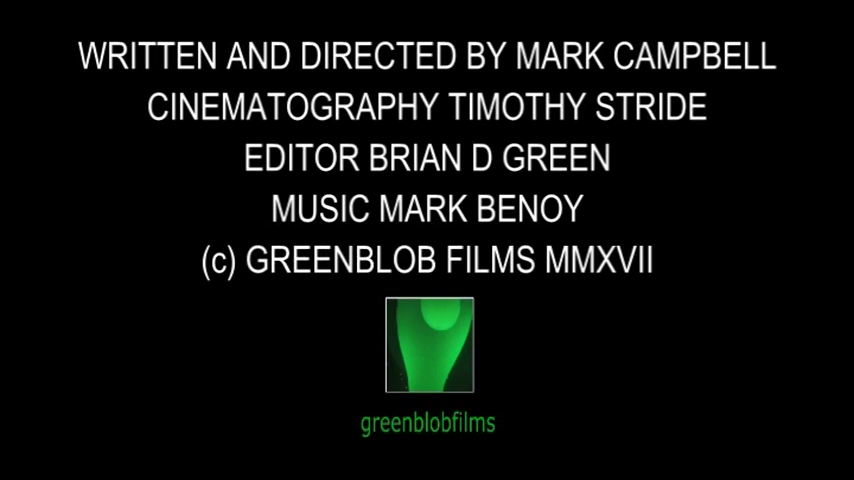 WRITTEN AND DIRECTED BY MARK CAMPBELL
CINEMATOGRAPHY TIMOTHY STRIDE
EDITOR BRIAN D GREEN
MUSIC MARK BENOY
(c) GREENBLOB FILMS MMXVII
greenblobfilms